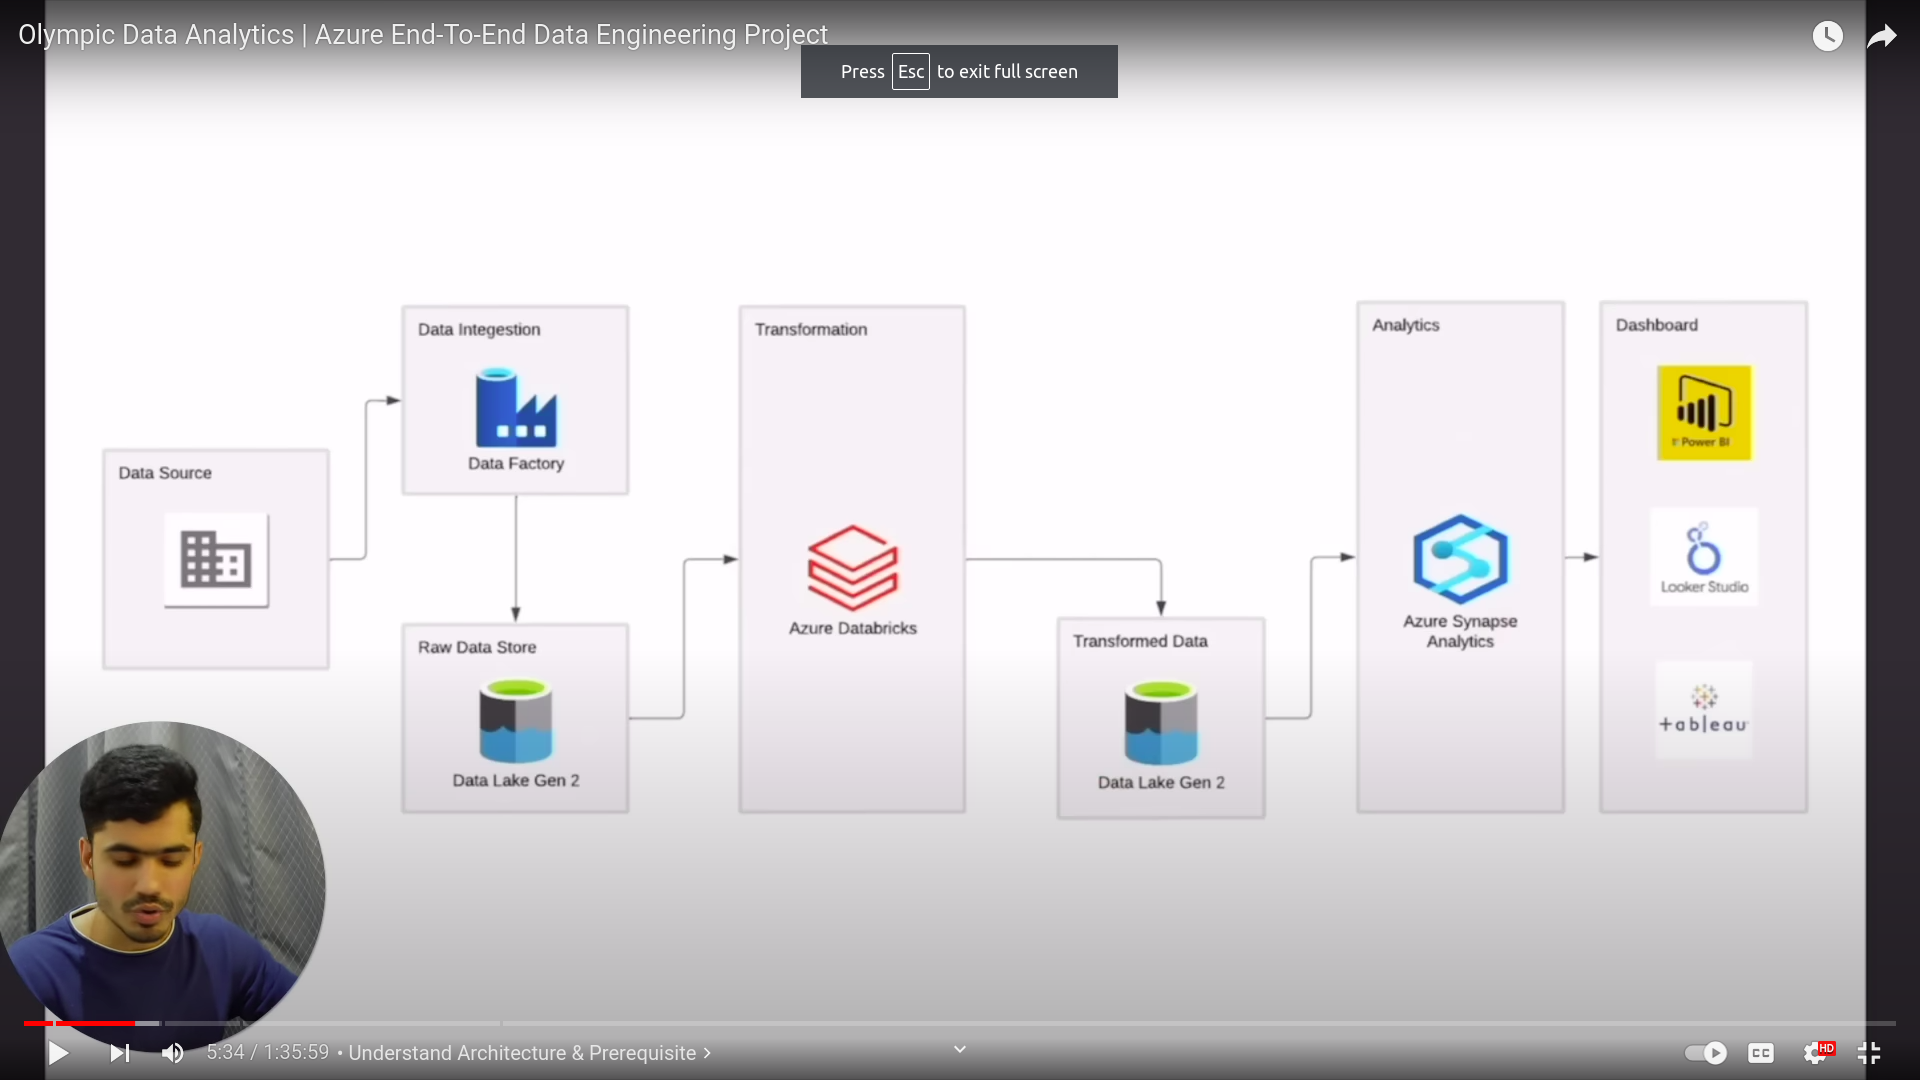 Olympic Data Analytics | Azure End-To-End Data Engineering Project
Press Esc to exit full screen
Data Source
Data Integestion
Data Factory
Raw Data Store
Data Lake Gen 2
Transformation
Azure Databricks
Transformed Data
Data Lake Gen 2
Analytics
Azure Synapse
Analytics
Dashboard
Power BI
Looker Studio
+ableau
5:34 / 1:35:59 • Understand Architecture & Prerequisite
CC
HD